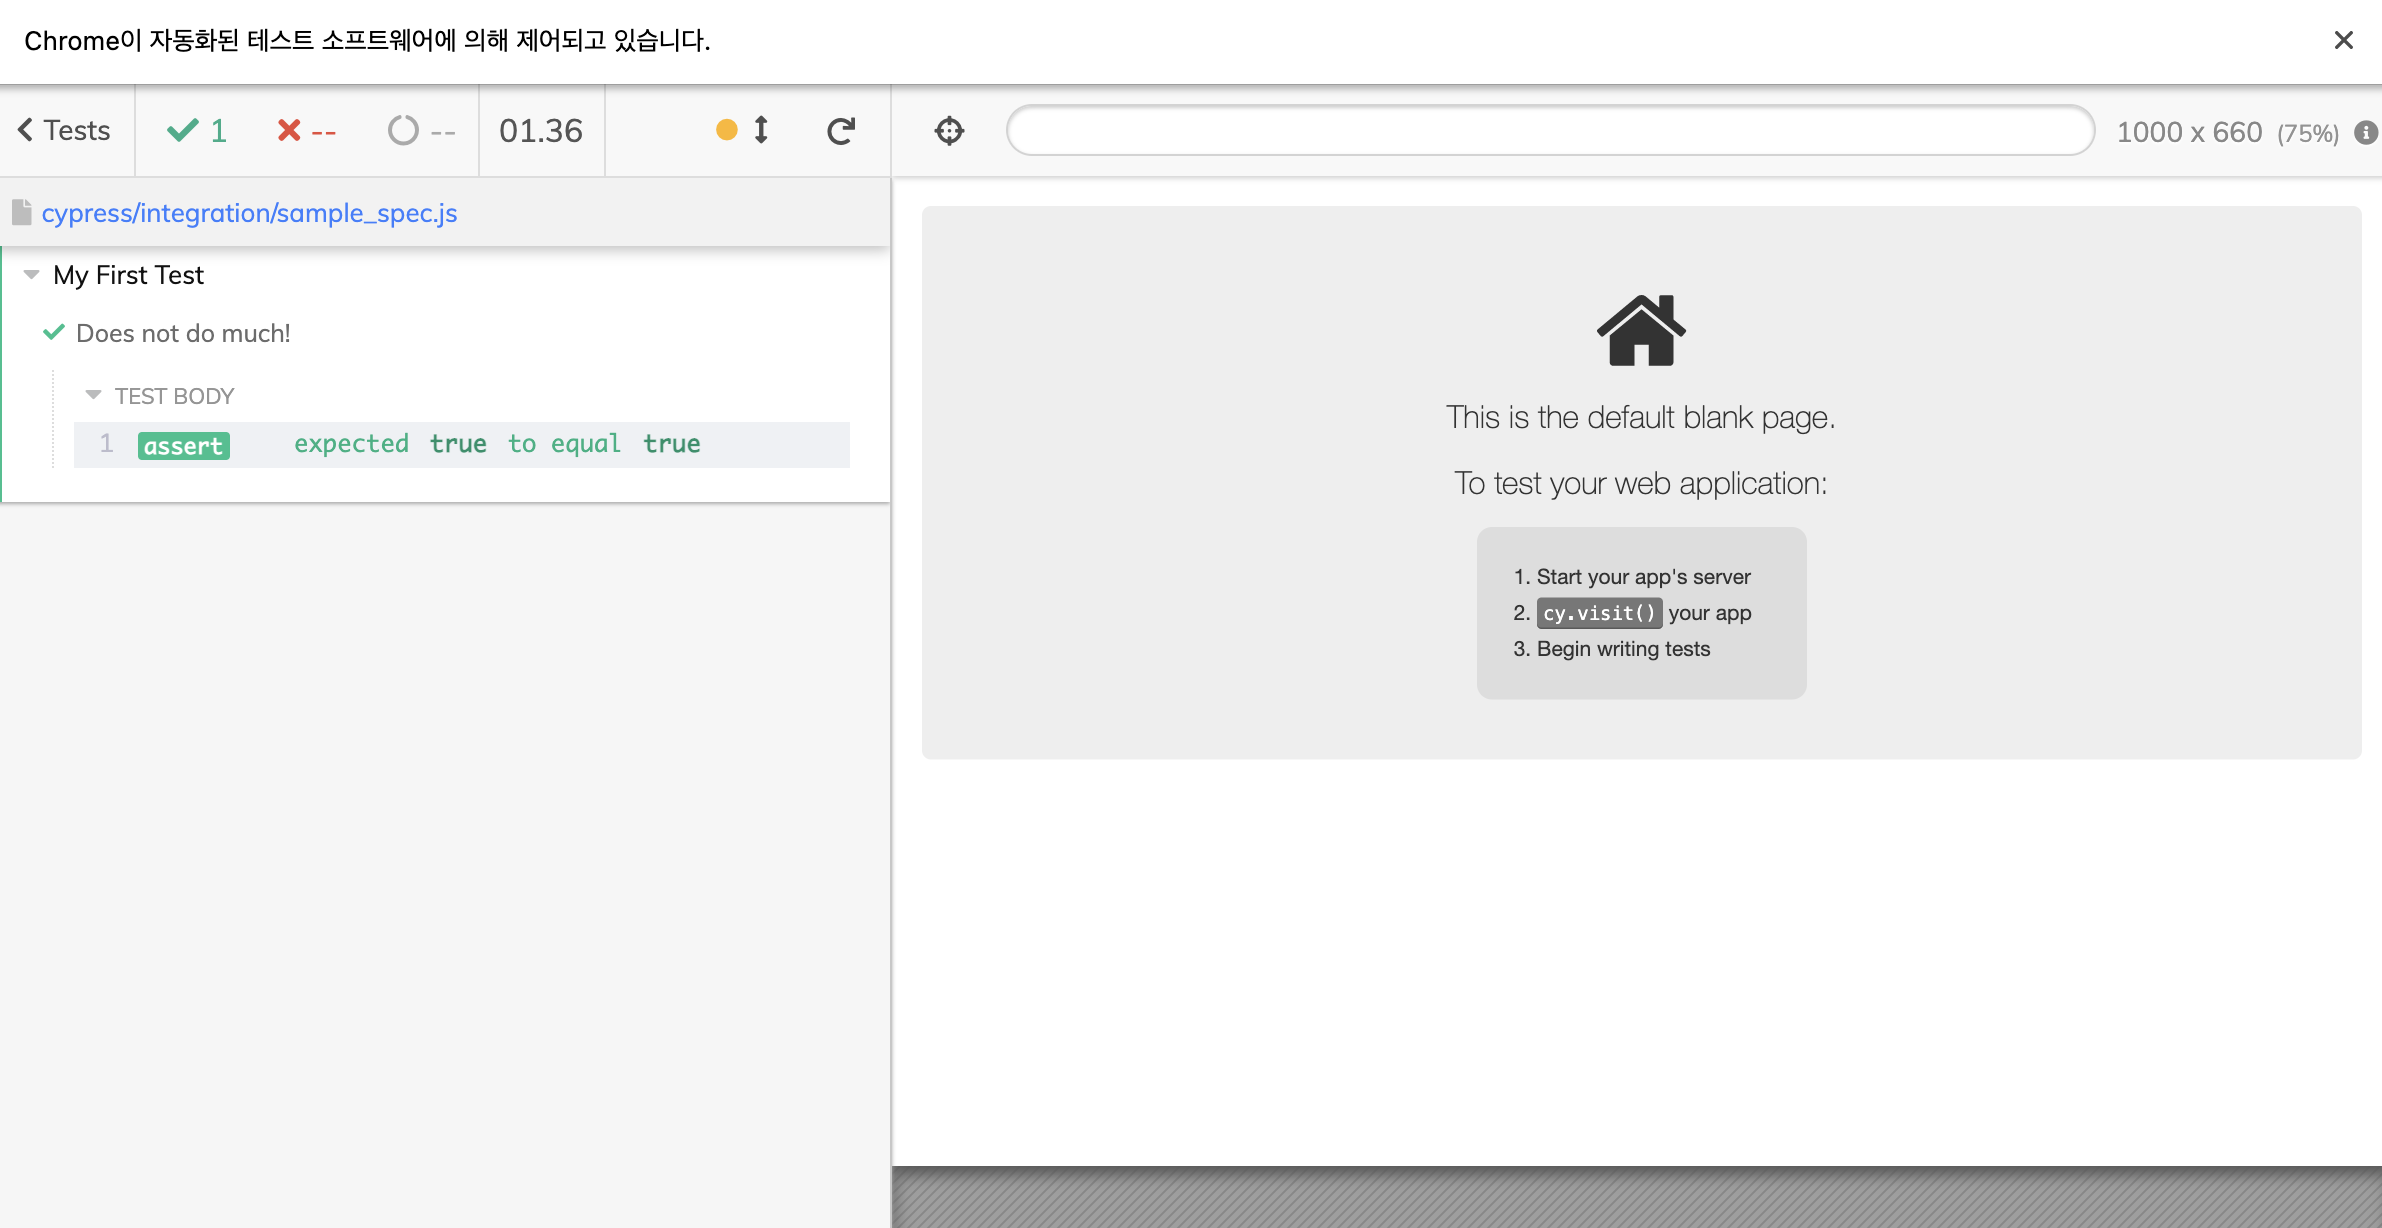 Chrome이 자동화된 테스트 소프트웨어에 의해 제어되고 있습니다.
Tests 1 -- -- 01.36 1000 x 660 (75%)
cypress/integration/sample_spec.js
My First Test
Does not do much!
TEST BODY
1 assert expected true to equal true
This is the default blank page.
To test your web application:
1. Start your app's server
2. cy.visit() your app
3. Begin writing tests